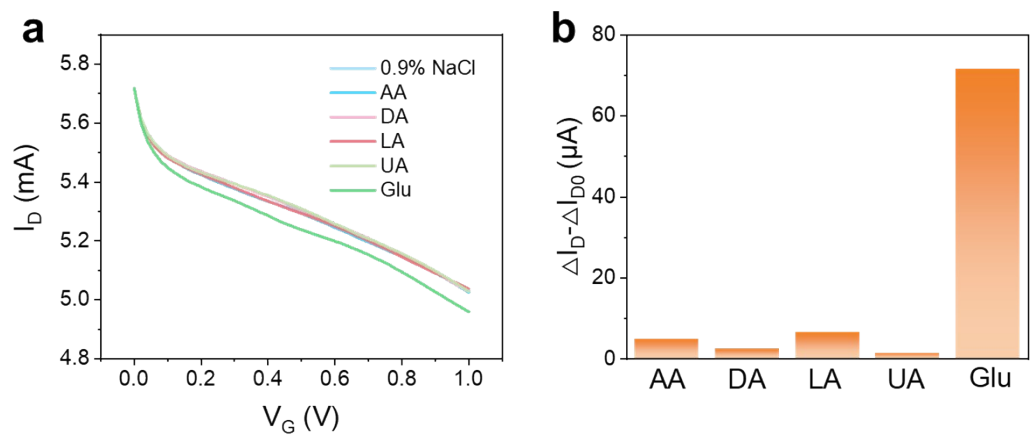 a
I_D (mA)
5.8
5.6
5.4
5.2
5.0
4.8
0.9% NaCl
AA
DA
LA
UA
Glu
0.0 0.2 0.4 0.6 0.8 1.0
V_G (V)
b
△I_D-△I_D0 (μA)
80
60
40
20
0
AA DA LA UA Glu